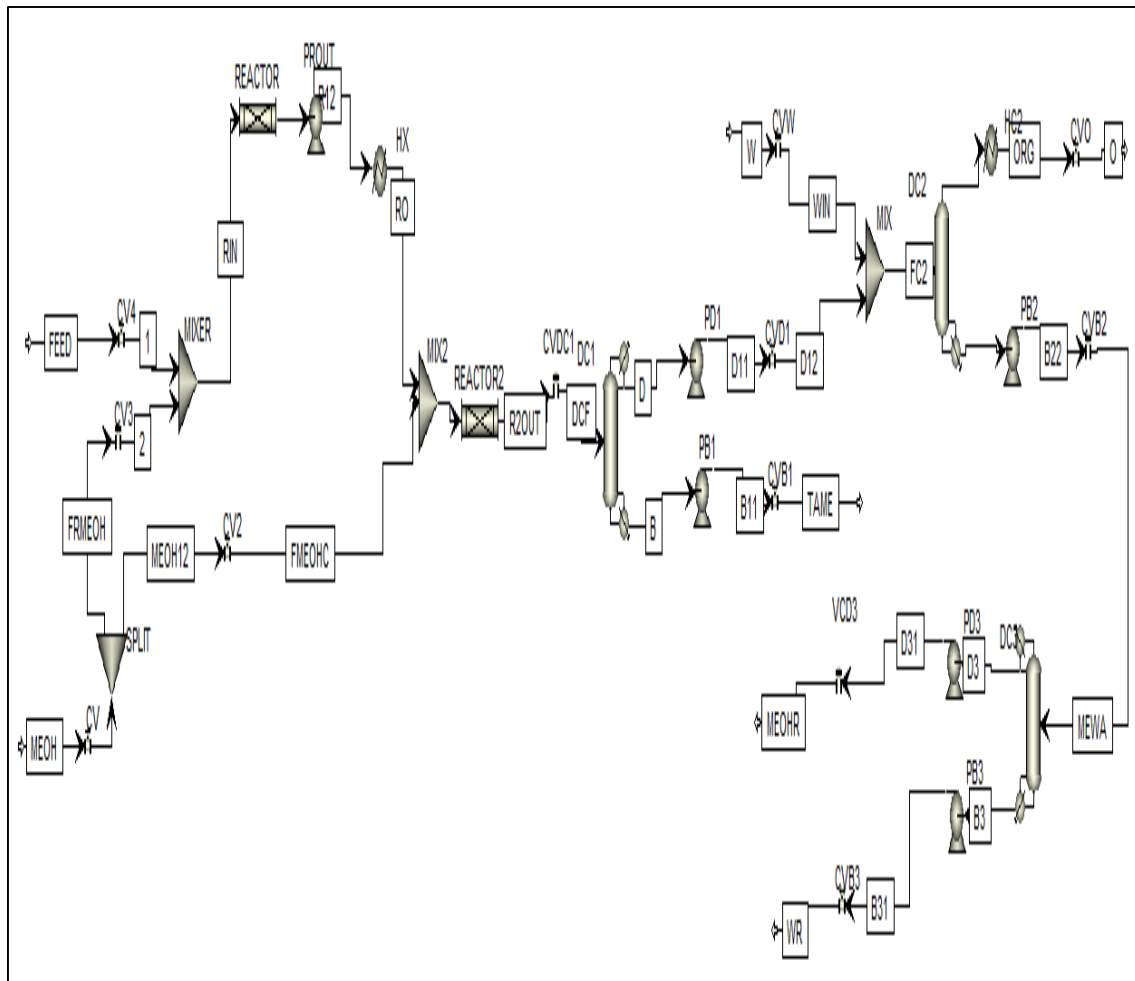 PROUT
REACTOR
R12
HX
RO
RIN
FEED
CV4
1
MIXER
CV3
2
FRMEOH
MEOH12
CV2
FMEOHC
SPLIT
MEOH
CV
MIX2
REACTOR2
R2OUT
CVDC1
DCF
DC1
D
PD1
D11
CVD1
D12
B
PB1
B11
CVB1
TAME
W
CVW
WIN
MIX
FC2
DC2
HC2
ORG
CVO
O
PB2
B22
CVB2
MEWA
DC3
D3
PD3
D31
VCD3
MEOHR
B3
PB3
B31
CVB3
WR